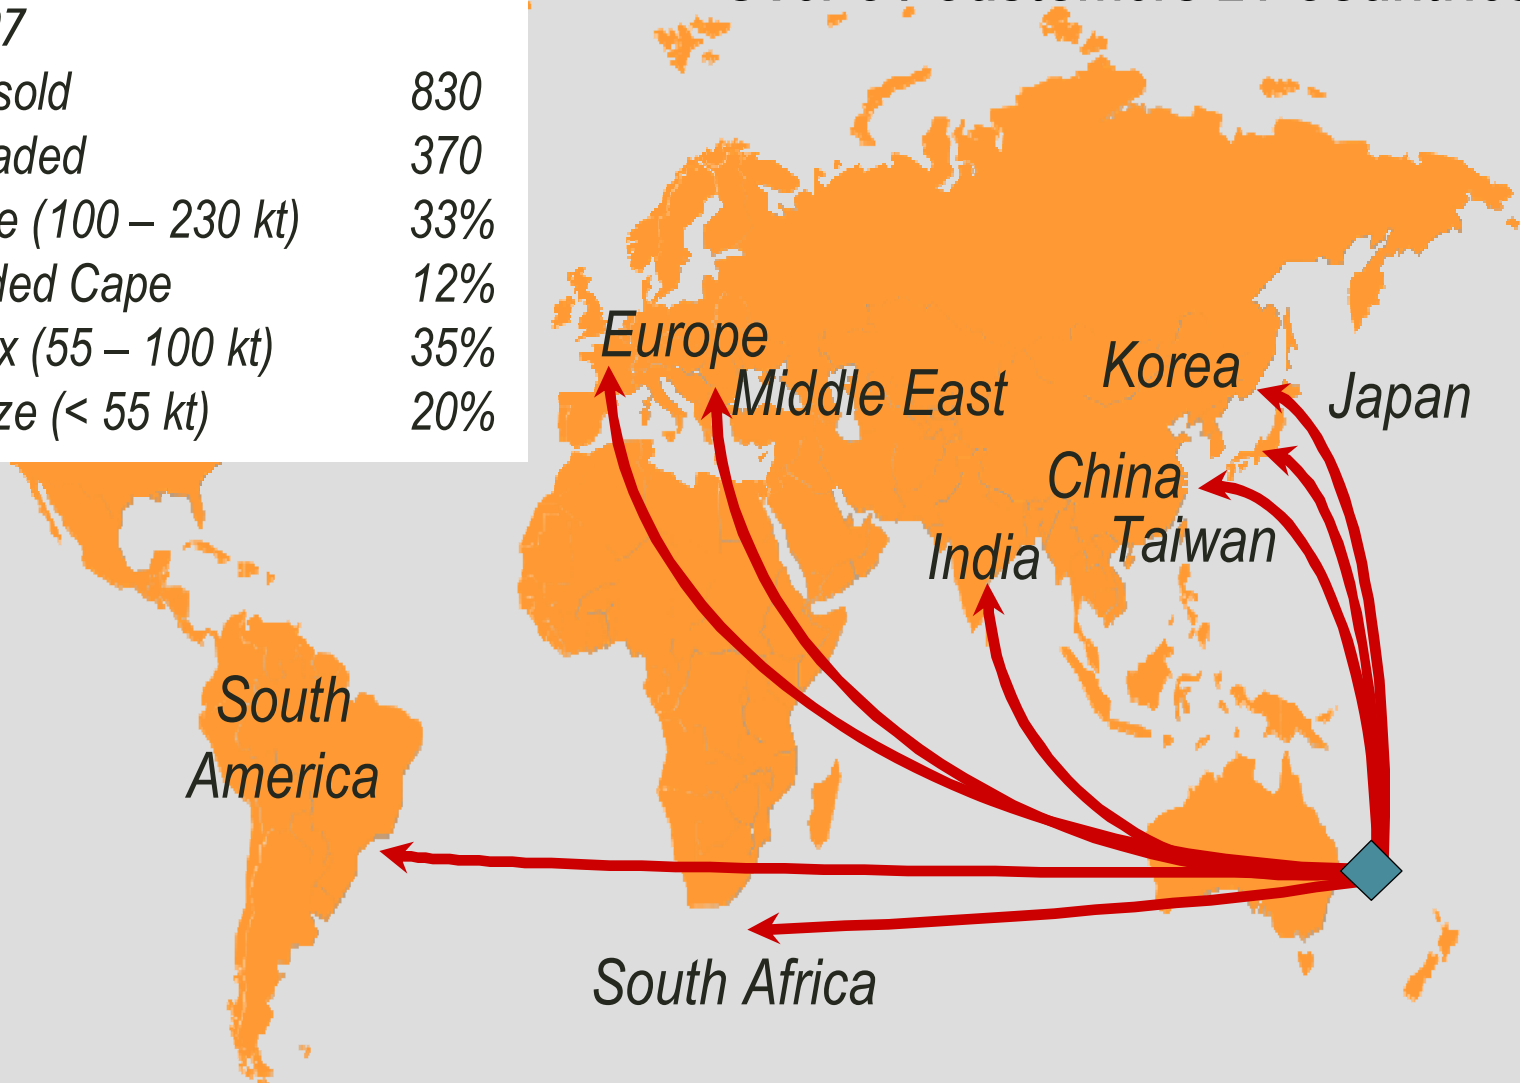 07
sold 830
aded 370
e (100 – 230 kt) 33%
ded Cape 12%
x (55 – 100 kt) 35%
ze (< 55 kt) 20%
Europe
Middle East
Korea
Japan
China
Taiwan
India
South
America
South Africa